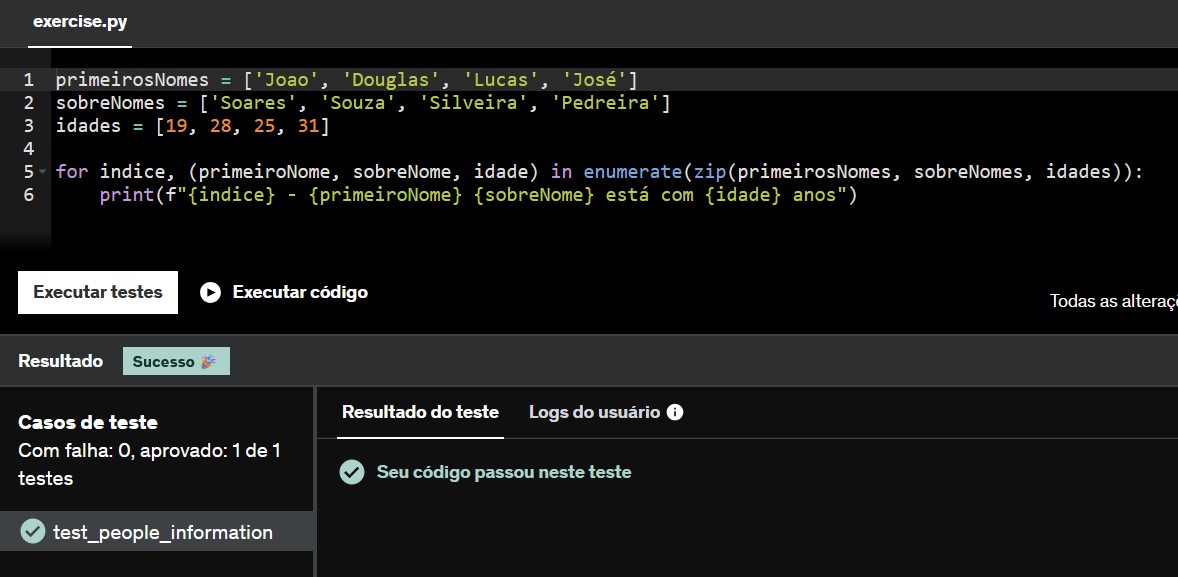 exercise.py
1 primeirosNomes = ['Joao', 'Douglas', 'Lucas', 'José']
2 sobreNomes = ['Soares', 'Souza', 'Silveira', 'Pedreira']
3 idades = [19, 28, 25, 31]
4
5 for indice, (primeiroNome, sobreNome, idade) in enumerate(zip(primeirosNomes, sobreNomes, idades)):
6     print(f"{indice} - {primeiroNome} {sobreNome} está com {idade} anos")
Executar testes Executar código Todas as alteraçõ
Resultado Sucesso 🎉
Casos de teste
Com falha: 0, aprovado: 1 de 1
testes
test_people_information
Resultado do teste Logs do usuário
Seu código passou neste teste